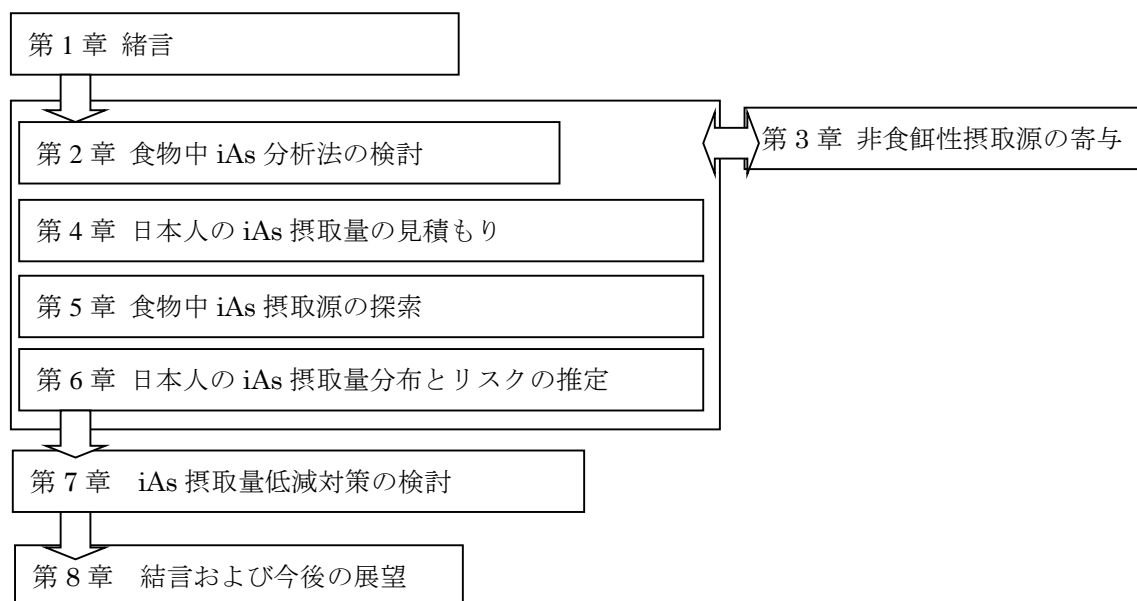 第 1 章 緒言
第 2 章 食物中 iAs 分析法の検討
第 3 章 非食餌性摂取源の寄与
第 4 章 日本人の iAs 摂取量の見積もり
第 5 章 食物中 iAs 摂取源の探索
第 6 章 日本人の iAs 摂取量分布とリスクの推定
第 7 章　iAs 摂取量低減対策の検討
第 8 章　結言および今後の展望